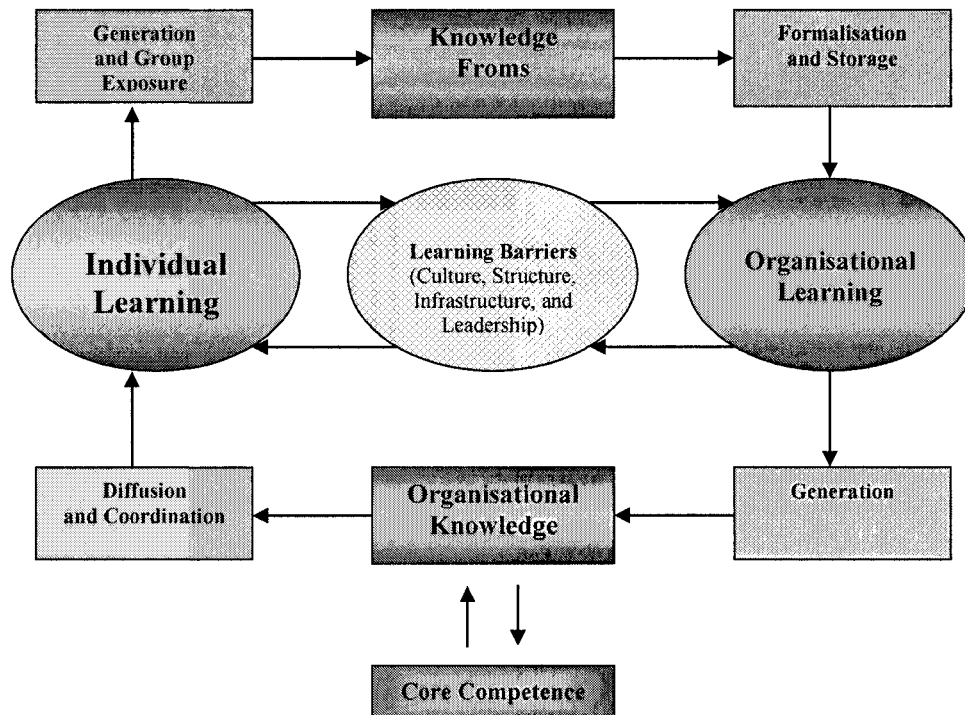 Generation
and Group
Exposure
Knowledge
Froms
Formalisation
and Storage
Individual
Learning
Learning Barriers
(Culture, Structure,
Infrastructure, and
Leadership)
Organisational
Learning
Diffusion
and Coordination
Organisational
Knowledge
Generation
Core Competence